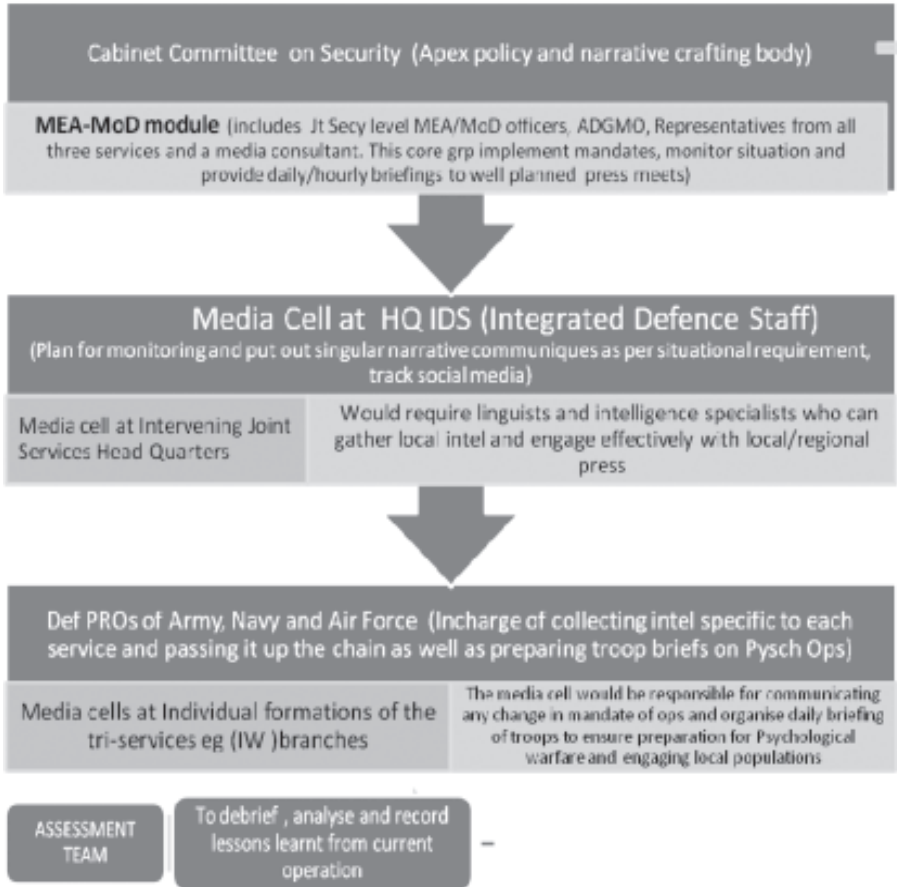 Cabinet Committee on Security (Apex policy and narrative crafting body)
MEA-MoD module (includes Jt Secy level MEA/MoD officers, ADGMO, Representatives from all
three services and a media consultant. This core grp implement mandates, monitor situation and
provide daily/hourly briefings to well planned press meets)
Media Cell at HQ IDS (Integrated Defence Staff)
(Plan for monitoring and put out singular narrative communiques as per situational requirement,
track social media)
Media cell at Intervening Joint
Services Head Quarters
Would require linguists and intelligence specialists who can
gather local intel and engage effectively with local/regional
press
Def PROs of Army, Navy and Air Force (Incharge of collecting intel specific to each
service and passing it up the chain as well as preparing troop briefs on Pysch Ops)
Media cells at Individual formations of the
tri-services eg (IW )branches
The media cell would be responsible for communicating
any change in mandate of ops and organise daily briefing
of troops to ensure preparation for Psychological
warfare and engaging local populations
ASSESSMENT
TEAM
To debrief , analyse and record
lessons learnt from current
operation